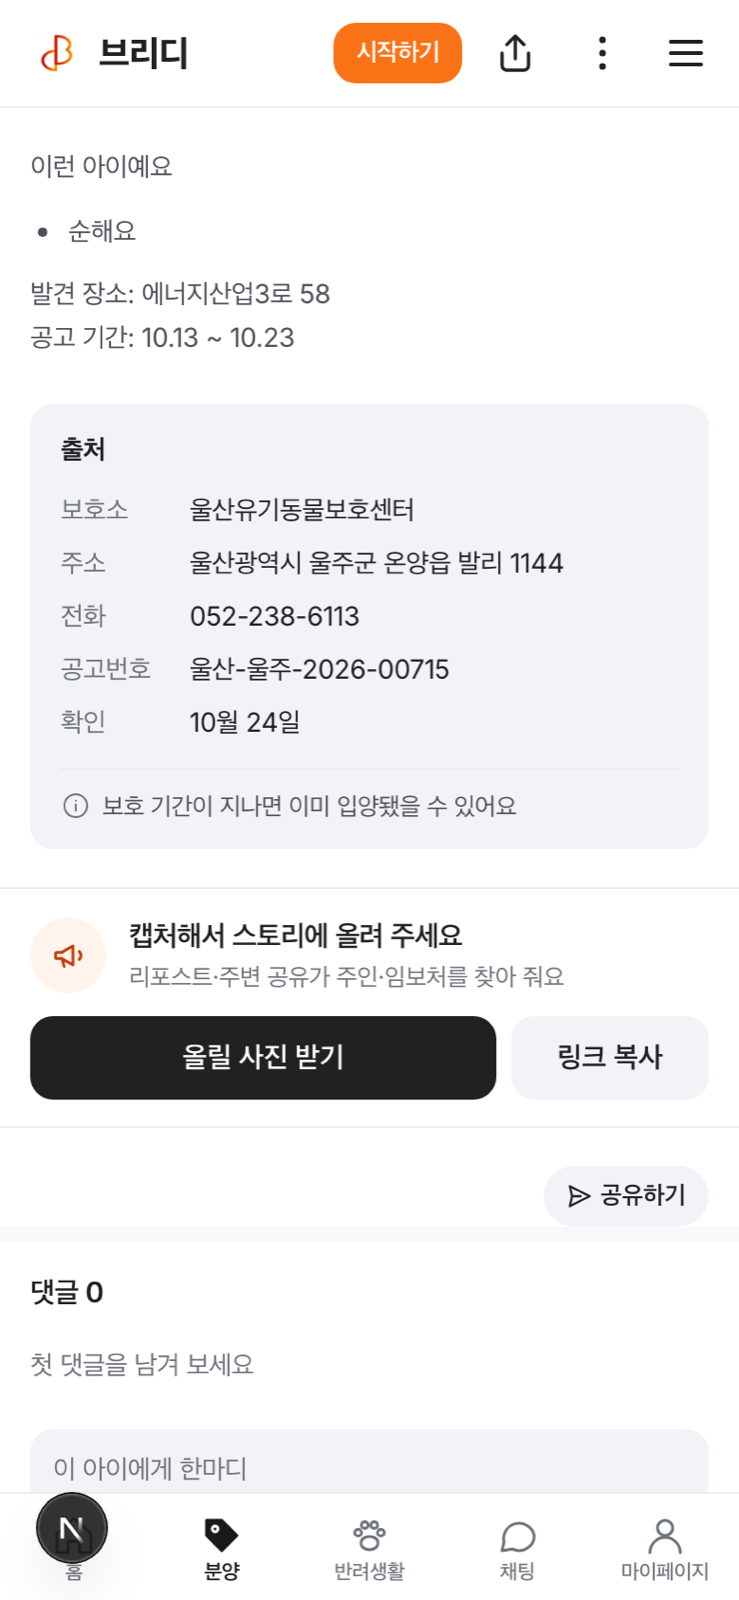 브리디
시작하기
이런 아이예요
• 순해요
발견 장소: 에너지산업3로 58
공고 기간: 10.13 ~ 10.23
출처
보호소 울산유기동물보호센터
주소 울산광역시 울주군 온양읍 발리 1144
전화 052-238-6113
공고번호 울산-울주-2026-00715
확인 10월 24일
보호 기간이 지나면 이미 입양됐을 수 있어요
캡처해서 스토리에 올려 주세요
리포스트·주변 공유가 주인·임보처를 찾아 줘요
올릴 사진 받기
링크 복사
공유하기
댓글 0
첫 댓글을 남겨 보세요
이 아이에게 한마디
N
홈 분양 반려생활 채팅 마이페이지